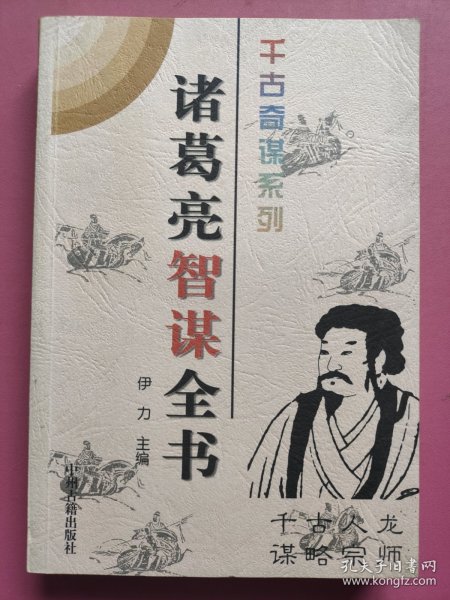 千古奇谋系列
诸葛亮智谋全书
伊力 主编
中州古籍出版社
千古人龙
谋略宗师
孔夫子旧书网
https://book.kongfz.com